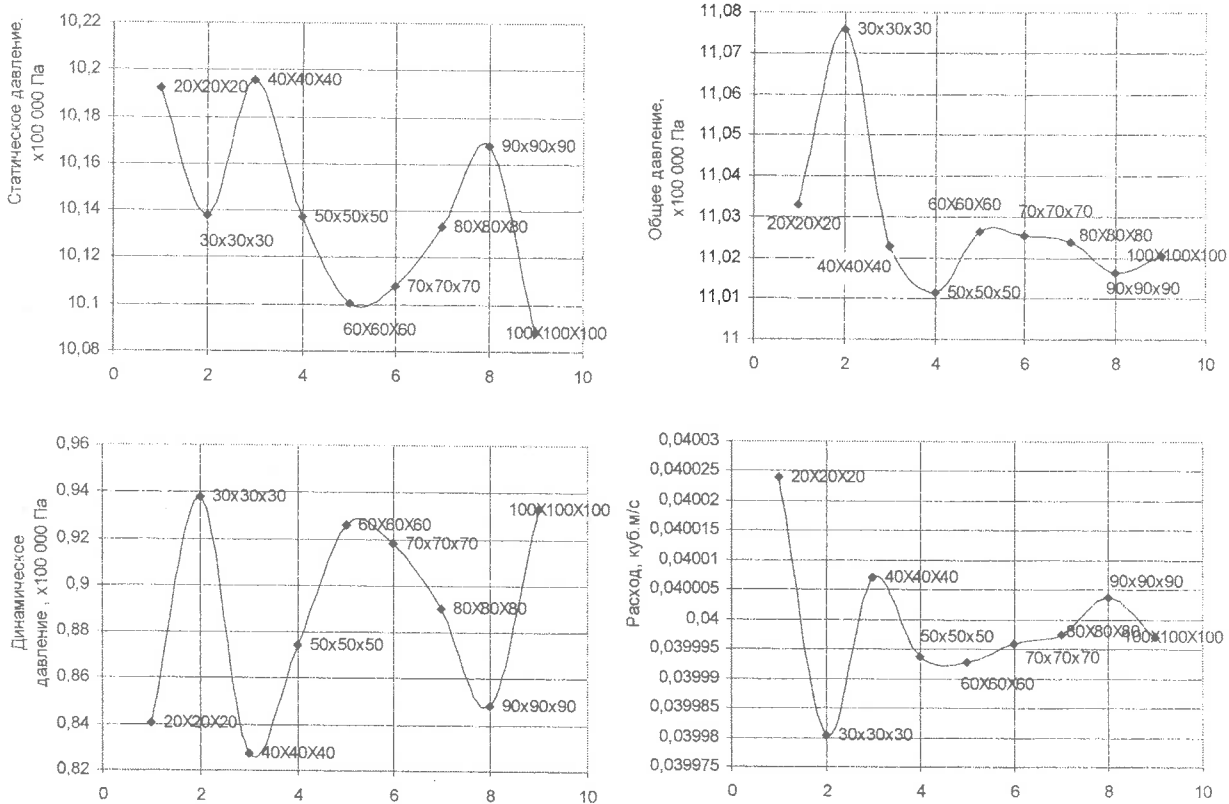 Статическое давление,
х100 000 Па
10,22
10,2
10,18
10,16
10,14
10,12
10,1
10,08
0
2
4
6
8
10
20X20X20
30x30x30
40X40X40
50x50x50
60X60X60
70x70x70
80X80X80
90x90x90
100X100X100
Общее давление,
х100 000 Па
11,08
11,07
11,06
11,05
11,04
11,03
11,02
11,01
11
0
2
4
6
8
10
20X20X20
30x30x30
40X40X40
50x50x50
60X60X60
70x70x70
80X80X80
90x90x90
100X100X100
Динамическое
давление , х100 000 Па
0,96
0,94
0,92
0,9
0,88
0,86
0,84
0,82
0
2
4
6
8
10
20X20X20
30x30x30
40X40X40
50x50x50
60X60X60
70x70x70
80X80X80
90x90x90
100X100X100
Расход, куб.м/с
0,04003
0,040025
0,04002
0,040015
0,04001
0,040005
0,04
0,039995
0,03999
0,039985
0,03998
0,039975
0
2
4
6
8
10
20X20X20
30x30x30
40X40X40
50x50x50
60X60X60
70x70x70
80X80X80
90x90x90
100X100X100